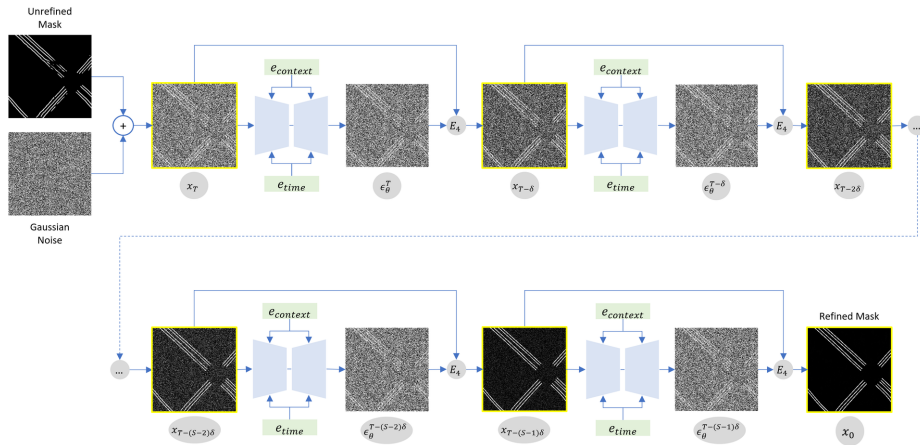 Unrefined
Mask
+
Gaussian
Noise
e_context
e_time
x_T
ϵ_θ^T
E_4
x_{T-δ}
e_context
e_time
ϵ_θ^{T-δ}
E_4
x_{T-2δ}
...
...
x_{T-(S-2)δ}
e_context
e_time
ϵ_θ^{T-(S-2)δ}
E_4
x_{T-(S-1)δ}
e_context
e_time
ϵ_θ^{T-(S-1)δ}
E_4
Refined Mask
x_0